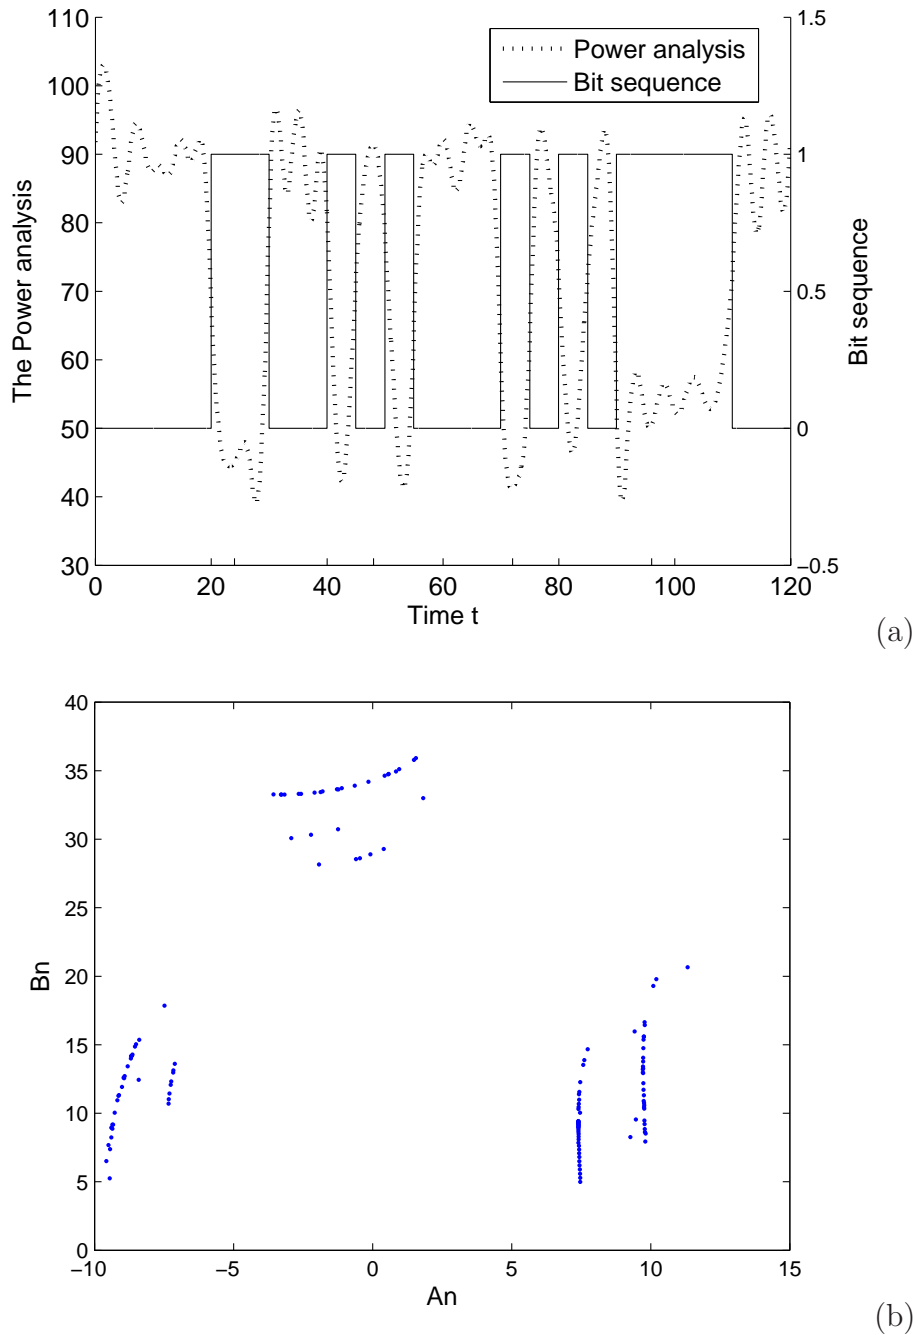 110
100
90
80
70
60
50
40
30
The Power analysis
Power analysis
Bit sequence
1.5
1
0.5
0
−0.5
Bit sequence
0 20 40 60 80 100 120
Time t
(a)
40
35
30
25
20
15
10
5
0
Bn
−10 −5 0 5 10 15
An
(b)